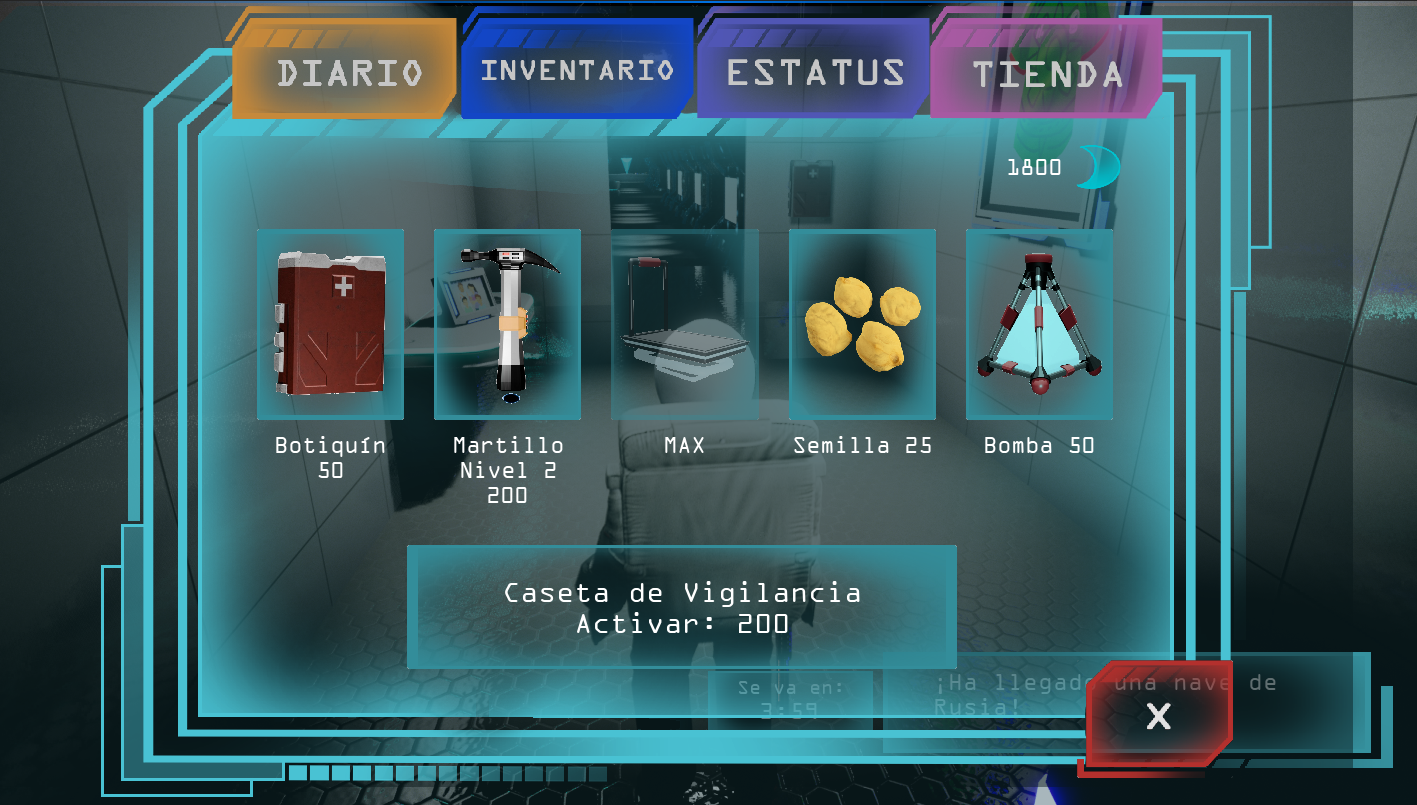 DIARIO
INVENTARIO
ESTATUS
TIENDA
1800
Botiquín
50
Martillo
Nivel 2
200
MAX
Semilla 25
Bomba 50
Caseta de Vigilancia
Activar: 200
Se va en:
3:59
¡Ha llegado una nave de
Rusia!
X